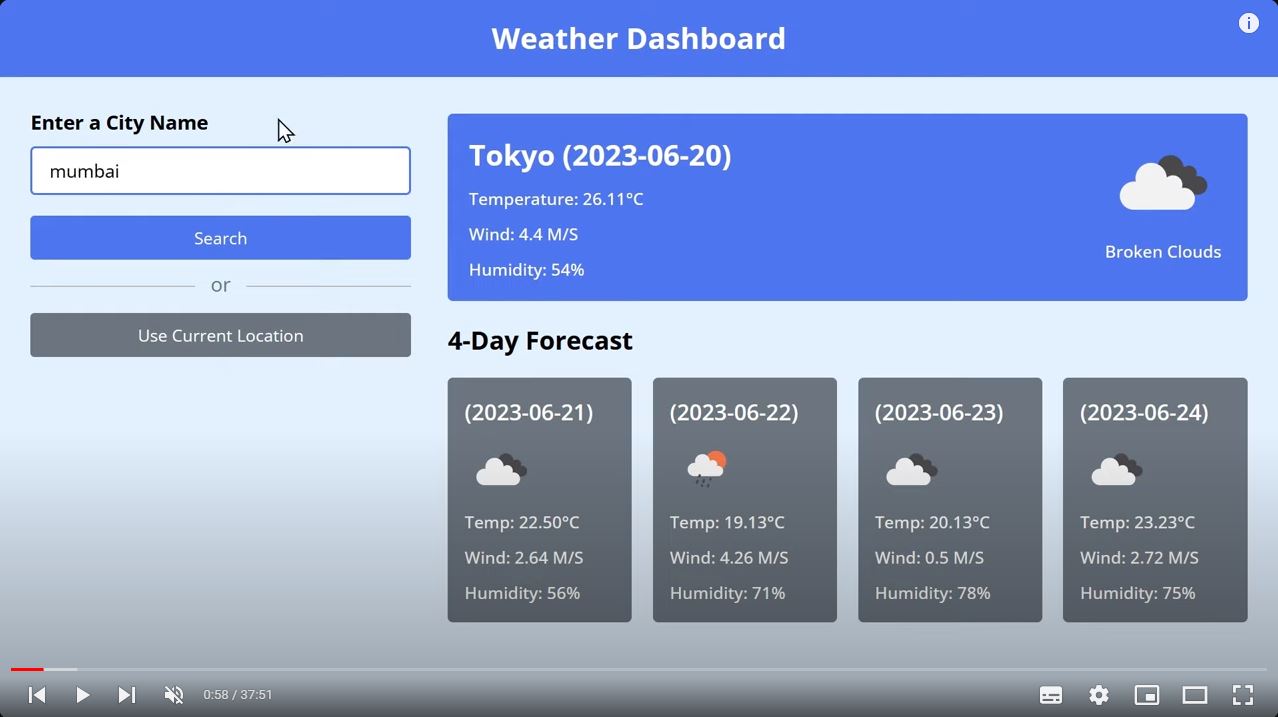 Weather Dashboard
Enter a City Name
mumbai
Search
or
Use Current Location
Tokyo (2023-06-20)
Temperature: 26.11°C
Wind: 4.4 M/S
Humidity: 54%
Broken Clouds
4-Day Forecast
(2023-06-21)
Temp: 22.50°C
Wind: 2.64 M/S
Humidity: 56%
(2023-06-22)
Temp: 19.13°C
Wind: 4.26 M/S
Humidity: 71%
(2023-06-23)
Temp: 20.13°C
Wind: 0.5 M/S
Humidity: 78%
(2023-06-24)
Temp: 23.23°C
Wind: 2.72 M/S
Humidity: 75%
0:58 / 37:51